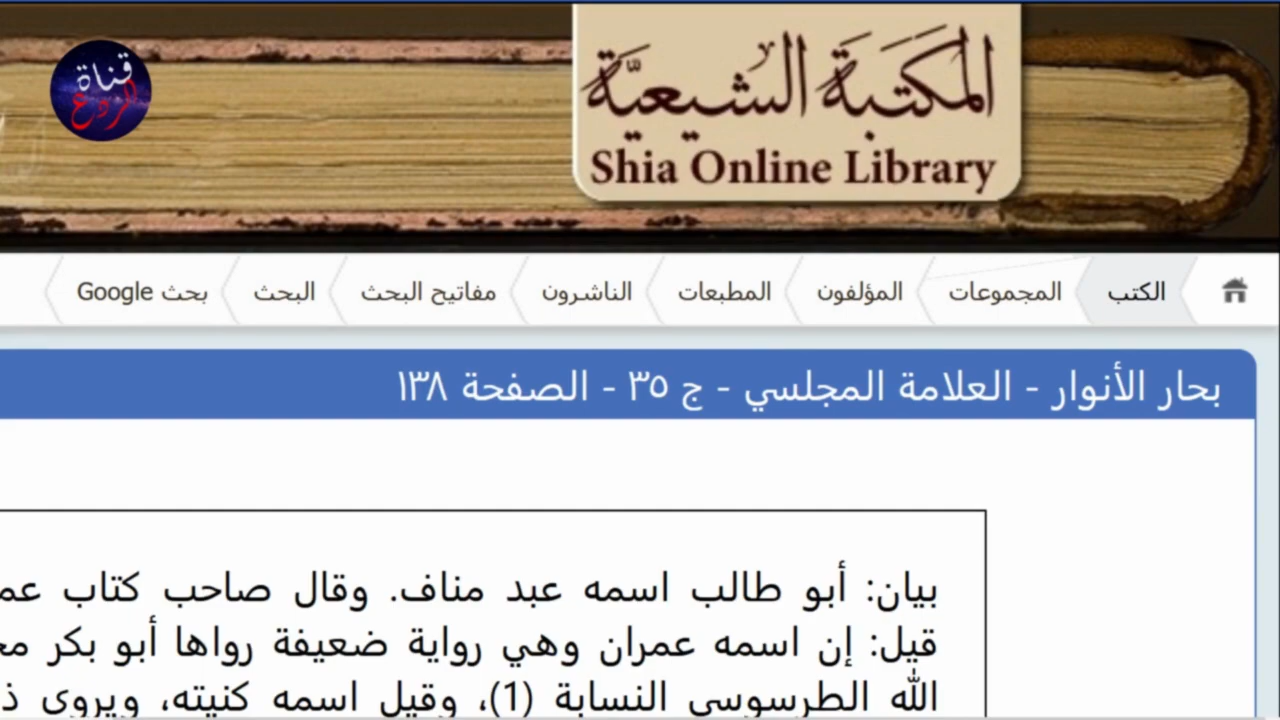 قناة
الردع
المكتبة الشيعية
Shia Online Library
الكتب المجموعات المؤلفون المطبعات الناشرون مفاتيح البحث البحث بحث Google
بحار الأنوار - العلامة المجلسي - ج ٣٥ - الصفحة ١٣٨
بيان: أبو طالب اسمه عبد مناف. وقال صاحب كتاب
قيل: إن اسمه عمران وهي رواية ضعيفة رواها أبو بكر
الله الطرسوسي النسابة (1)، وقيل اسمه كنيته، ويروى